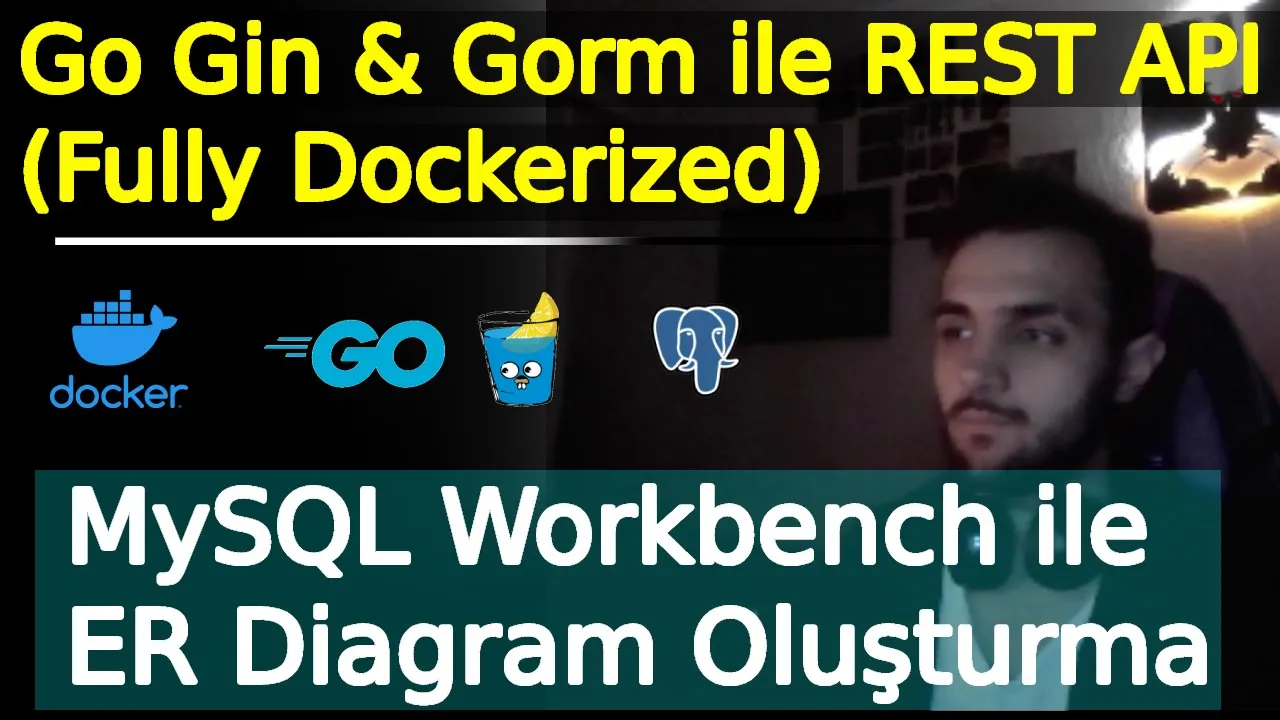 Go Gin & Gorm ile REST API
(Fully Dockerized)
docker
GO
MySQL Workbench ile
ER Diagram Oluşturma